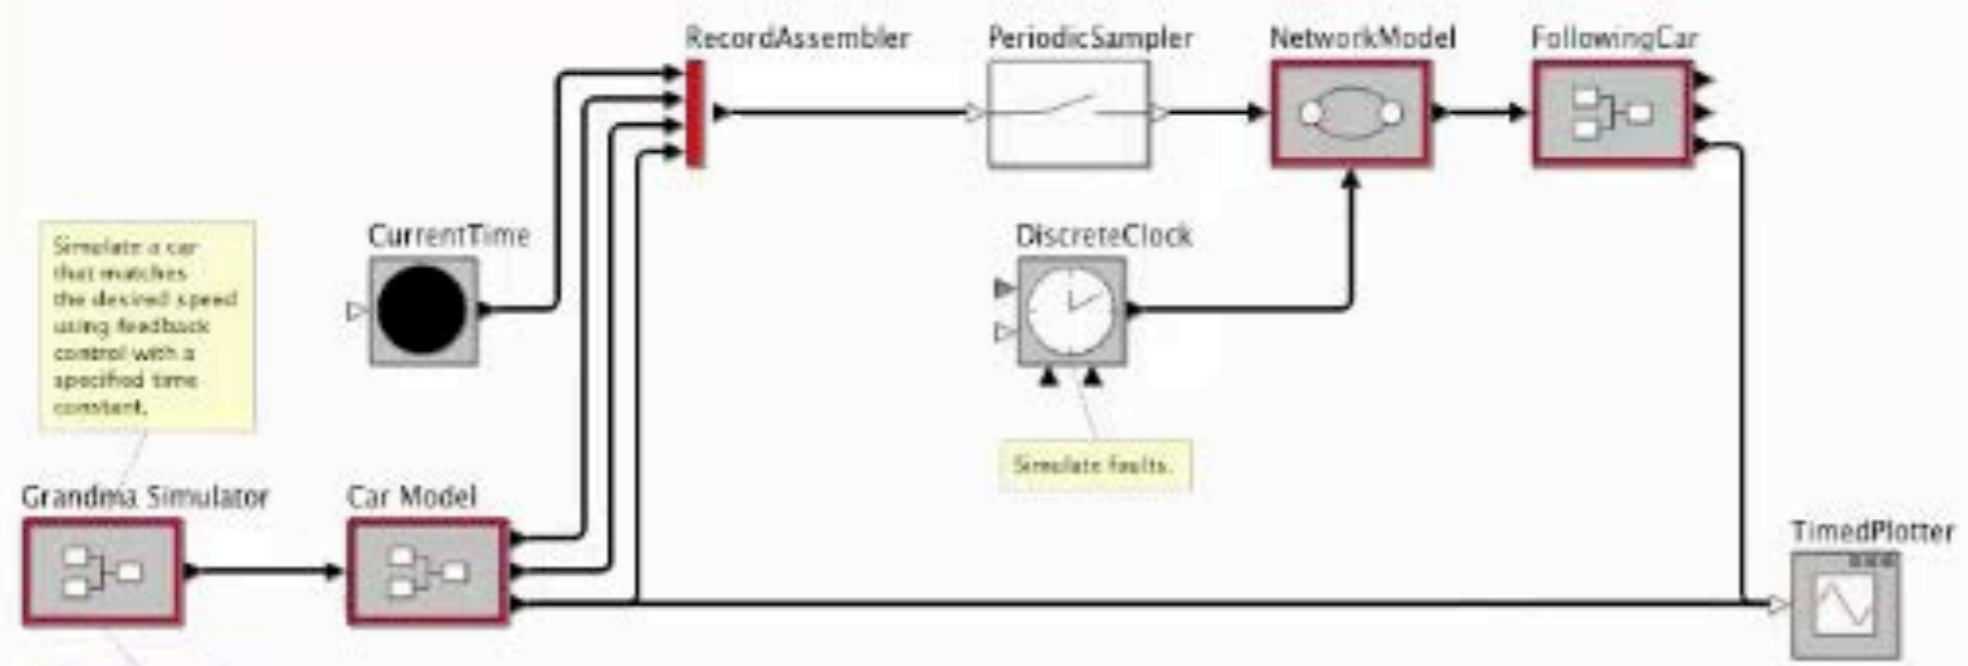 RecordAssembler
PeriodicSampler
NetworkModel
FollowingCar
CurrentTime
DiscreteClock
Simulate a car
that matches
the desired speed
using feedback
control with a
specified time
constant.
Simulate faults.
Grandma Simulator
Car Model
TimedPlotter